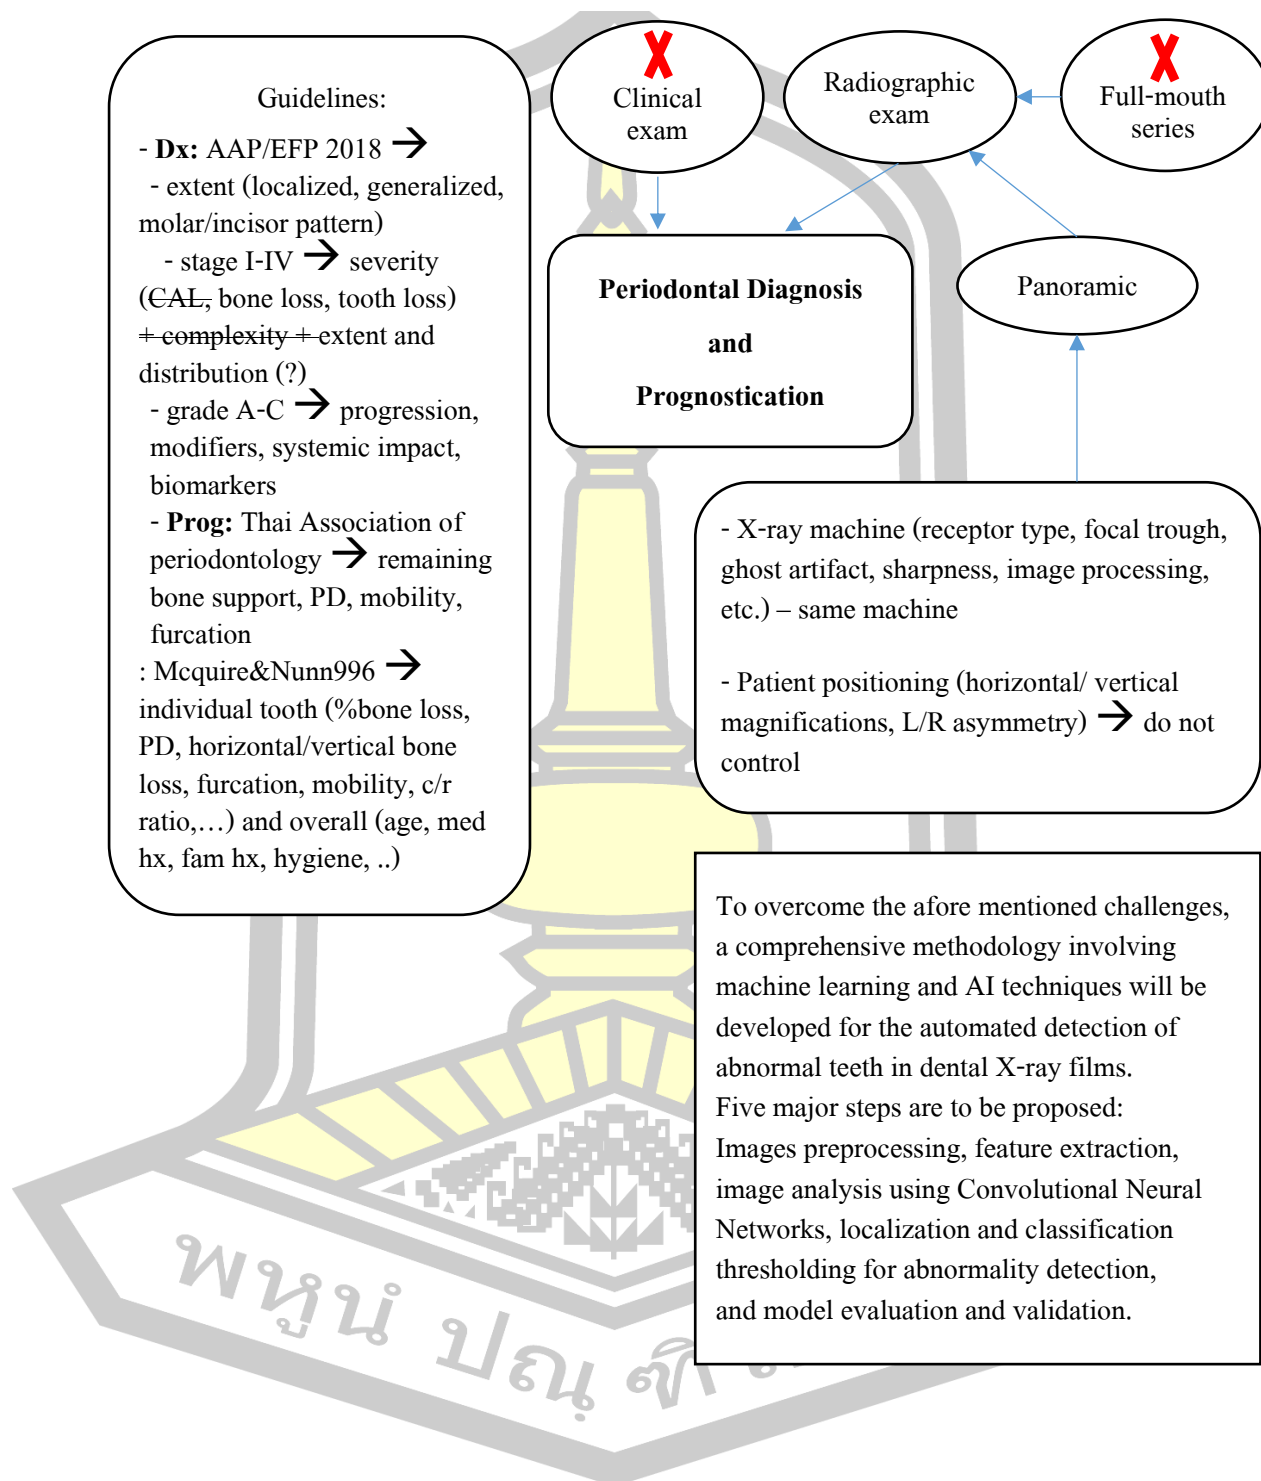 Guidelines:
- Dx: AAP/EFP 2018 →
- extent (localized, generalized,
molar/incisor pattern)
- stage I-IV → severity
(CAL, bone loss, tooth loss)
+ complexity + extent and
distribution (?)
- grade A-C → progression,
modifiers, systemic impact,
biomarkers
- Prog: Thai Association of
periodontology → remaining
bone support, PD, mobility,
furcation
: Mcquire&Nunn996 →
individual tooth (%bone loss,
PD, horizontal/vertical bone
loss, furcation, mobility, c/r
ratio,…) and overall (age, med
hx, fam hx, hygiene, ..)
X
Clinical
exam
Radiographic
exam
X
Full-mouth
series
Panoramic
Periodontal Diagnosis
and
Prognostication
- X-ray machine (receptor type, focal trough,
ghost artifact, sharpness, image processing,
etc.) – same machine
- Patient positioning (horizontal/ vertical
magnifications, L/R asymmetry) → do not
control
To overcome the afore mentioned challenges,
a comprehensive methodology involving
machine learning and AI techniques will be
developed for the automated detection of
abnormal teeth in dental X-ray films.
Five major steps are to be proposed:
Images preprocessing, feature extraction,
image analysis using Convolutional Neural
Networks, localization and classification
thresholding for abnormality detection,
and model evaluation and validation.
พหูนํ ปณฺ ฑิ